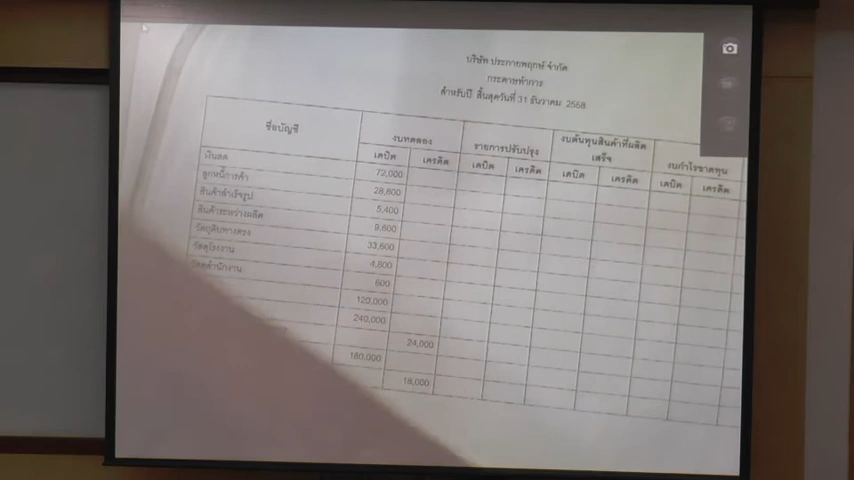 บริษัท ประกายพฤกษ์ จำกัด
กระดาษทำการ
สำหรับปี สิ้นสุดวันที่ 31 ธันวาคม 2558
ชื่อบัญชี งบทดลอง รายการปรับปรุง งบต้นทุนสินค้าที่ผลิตเสร็จ งบกำไรขาดทุน
เดบิต เครดิต เดบิต เครดิต เดบิต เครดิต เดบิต เครดิต
เงินสด 72,000
ลูกหนี้การค้า 28,800
สินค้าสำเร็จรูป 5,400
สินค้าระหว่างผลิต 9,600
วัตถุดิบทางตรง 33,600
วัสดุโรงงาน 4,800
วัสดุสำนักงาน 600
120,000
240,000
24,000
180,000
18,000